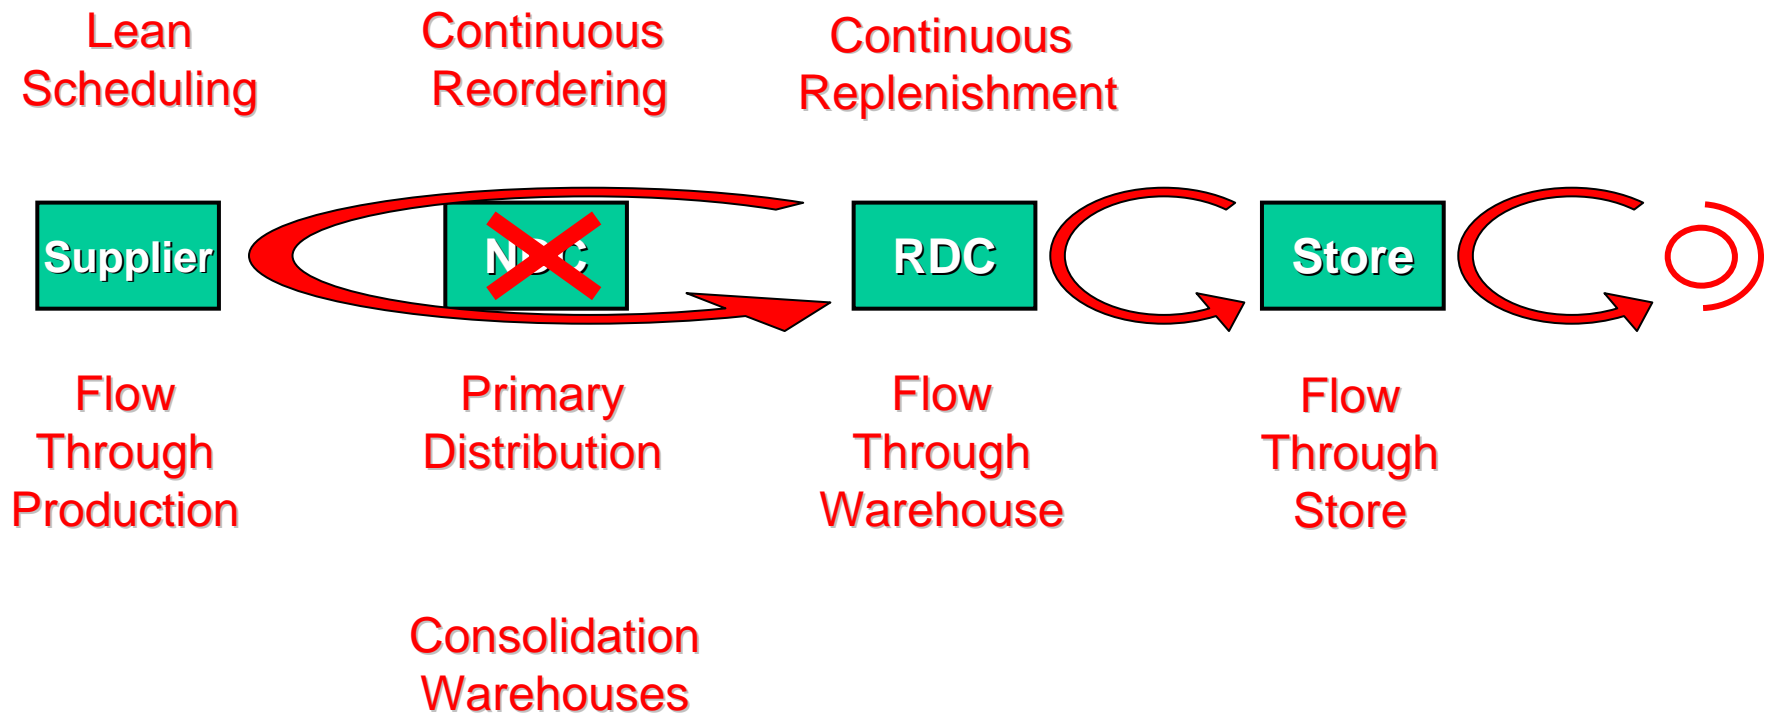 Lean
Scheduling
Continuous
Reordering
Continuous
Replenishment
Supplier
NDC
RDC
Store
Flow
Through
Production
Primary
Distribution
Flow
Through
Warehouse
Flow
Through
Store
Consolidation
Warehouses